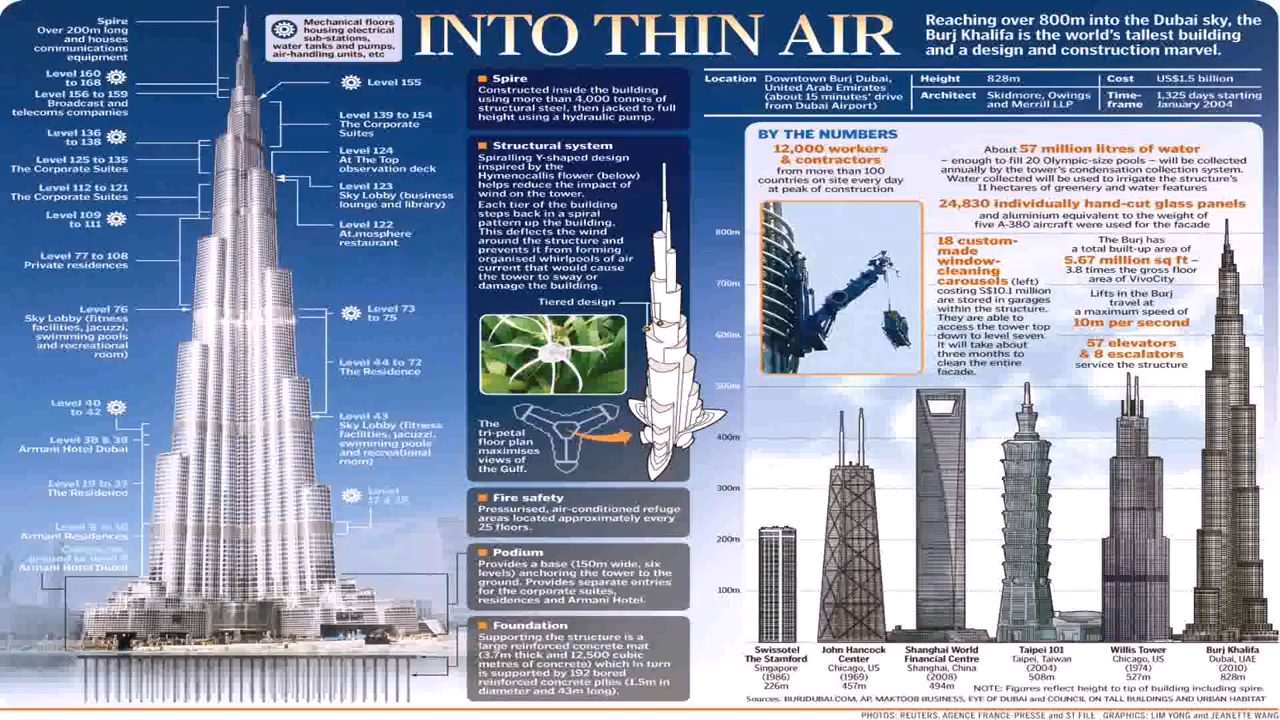 INTO THIN AIR
Reaching over 800m into the Dubai sky, the
Burj Khalifa is the world's tallest building
and a design and construction marvel.
Spire
Over 200m long
and houses
communications
equipment
Level 160
to 168
Level 156 to 159
Broadcast and
telecoms companies
Level 136
to 138
Level 125 to 135
The Corporate Suites
Level 112 to 121
The Corporate Suites
Level 109
to 111
Level 77 to 108
Private residences
Level 76
Sky Lobby (fitness
facilities, jacuzzi,
swimming pools
and recreational
room)
Level 40
to 42
Level 38 & 39
Armani Hotel Dubai
Level 19 to 37
The Residence
Armani Residences
Armani Hotel Dubai
Mechanical floors
housing electrical
sub-stations,
water tanks and pumps,
air-handling units, etc
Level 155
Level 139 to 154
The Corporate
Suites
Level 124
At The Top
observation deck
Level 123
Sky Lobby (business
lounge and library)
Level 122
At.mosphere
restaurant
Level 73
to 75
Level 44 to 72
The Residence
Level 43
Sky Lobby (fitness
facilities, jacuzzi,
swimming pools
and recreational
room)
Level
Spire
Constructed inside the building
using more than 4,000 tonnes of
structural steel, then jacked to full
height using a hydraulic pump.
Structural system
Spiralling Y-shaped design
inspired by the
Hymenocallis flower (below)
helps reduce the impact of
wind on the tower.
Each tier of the building
steps back in a spiral
pattern up the building.
This deflects the wind
around the structure and
prevents it from forming
organised whirlpools of air
current that would cause
the tower to sway or
damage the building.
Tiered design
The
tri-petal
floor plan
maximises
views of
the Gulf.
Fire safety
Pressurised, air-conditioned refuge
areas located approximately every
25 floors.
Podium
Provides a base (150m wide, six
levels) anchoring the tower to the
ground. Provides separate entries
for the corporate suites,
residences and Armani Hotel.
Foundation
Supporting the structure is a
large reinforced concrete mat
(3.7m thick and 12,500 cubic
metres of concrete) which in turn
is supported by 192 bored
reinforced concrete piles (1.5m in
diameter and 43m long).
Location Downtown Burj Dubai,
United Arab Emirates
(about 15 minutes' drive
from Dubai Airport)
Height 828m
Architect Skidmore, Owings
and Merrill LLP
Cost US$1.5 billion
Time-
frame 1,325 days starting
January 2004
BY THE NUMBERS
12,000 workers
& contractors
from more than 100
countries on site every day
at peak of construction
About 57 million litres of water
– enough to fill 20 Olympic-size pools – will be collected
annually by the tower's condensation collection system.
Water collected will be used to irrigate the structure's
11 hectares of greenery and water features
24,830 individually hand-cut glass panels
and aluminium equivalent to the weight of
five A-380 aircraft were used for the facade
18 custom-
made
window-
cleaning
carousels (left)
costing S$10.1 million
are stored in garages
within the structure.
They are able to
access the tower top
down to level seven.
It will take about
three months to
clean the entire
facade.
The Burj has
a total built-up area of
5.67 million sq ft –
3.8 times the gross floor
area of VivoCity
Lifts in the Burj
travel at
a maximum speed of
10m per second
57 elevators
& 8 escalators
service the structure
800m
700m
600m
500m
400m
300m
200m
100m
Swissotel
The Stamford
Singapore
(1986)
226m
John Hancock
Center
Chicago, US
(1969)
457m
Shanghai World
Financial Centre
Shanghai, China
(2008)
494m
Taipei 101
Taipei, Taiwan
(2004)
508m
Willis Tower
Chicago, US
(1974)
527m
Burj Khalifa
Dubai, UAE
(2010)
828m
NOTE: Figures reflect height to tip of building including spire.
Sources: BURJDUBAI.COM, AP, MAKTOOB BUSINESS, EYE OF DUBAI and COUNCIL ON TALL BUILDINGS AND URBAN HABITAT
PHOTOS: REUTERS, AGENCE FRANCE-PRESSE and ST FILE GRAPHICS: LIM YONG and JEANETTE WANG